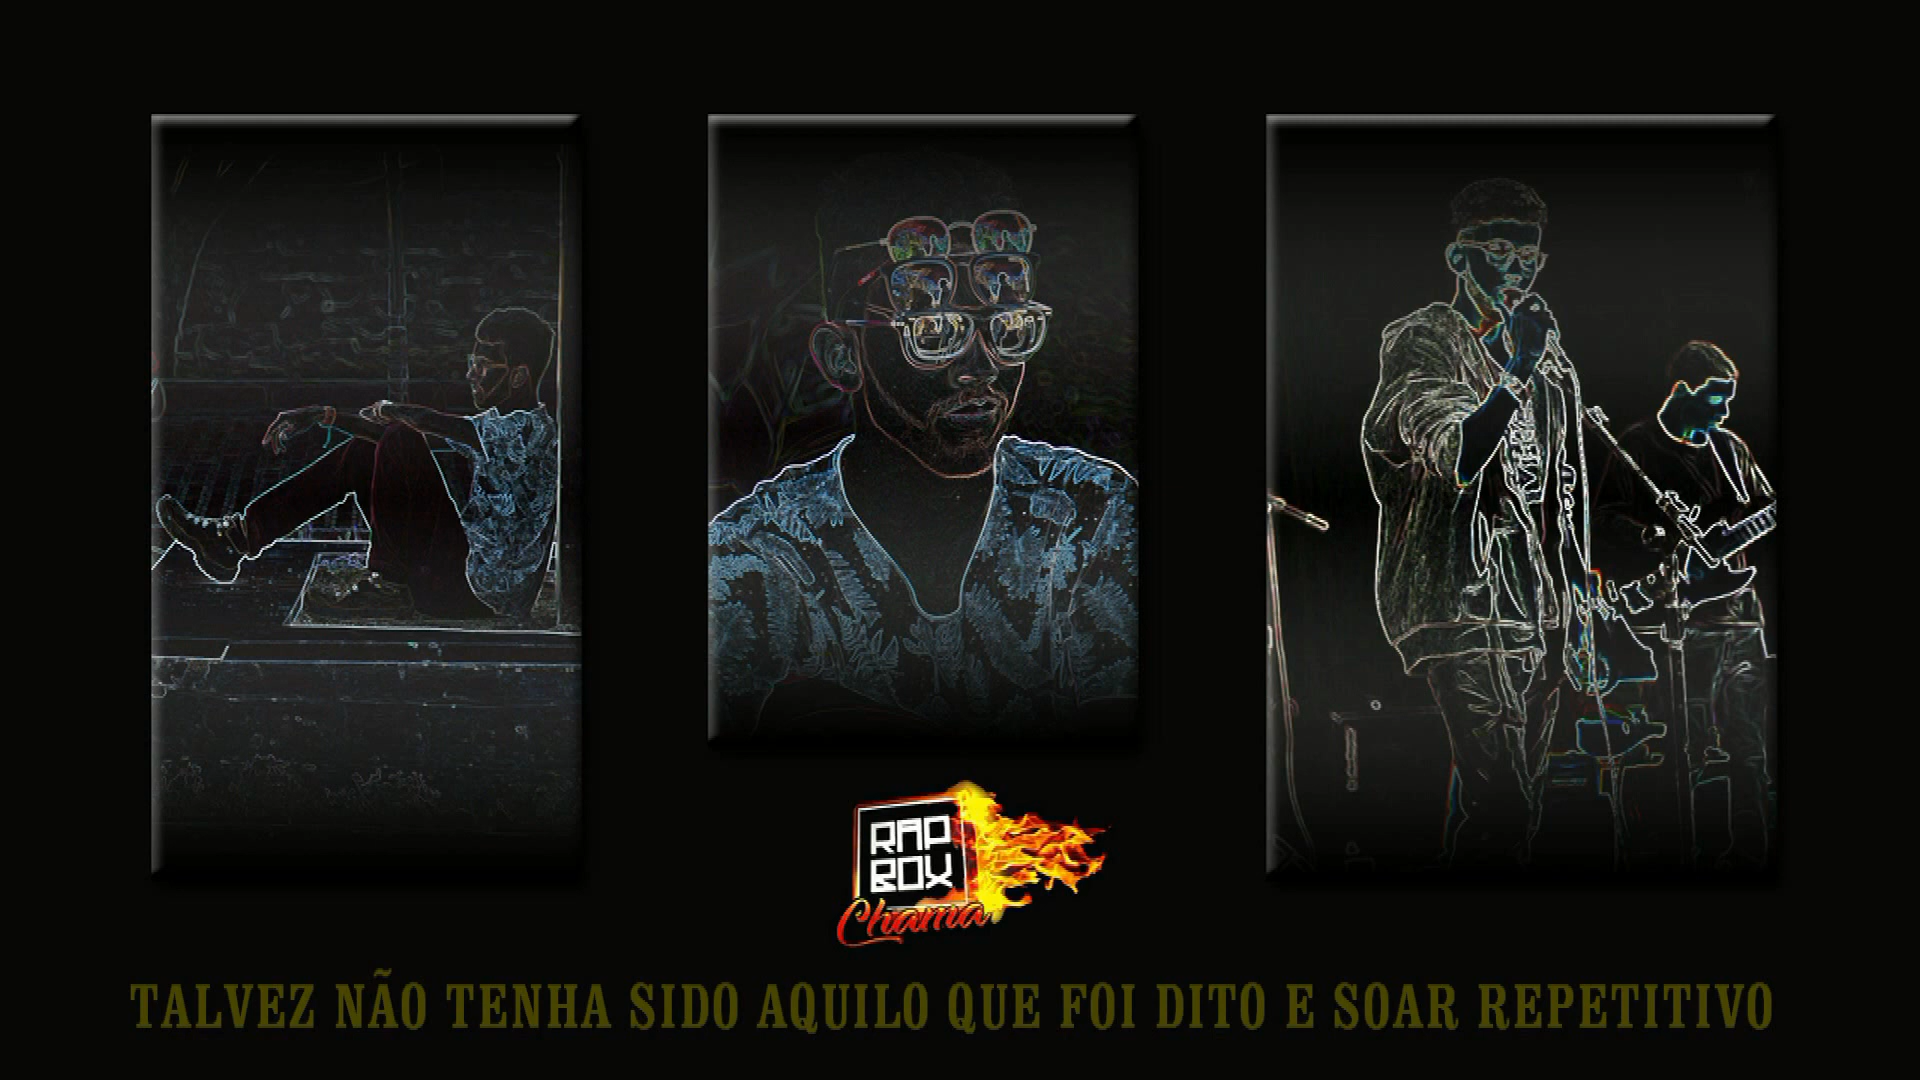 RAP
BOX
Chama
TALVEZ NÃO TENHA SIDO AQUILO QUE FOI DITO E SOAR REPETITIVO